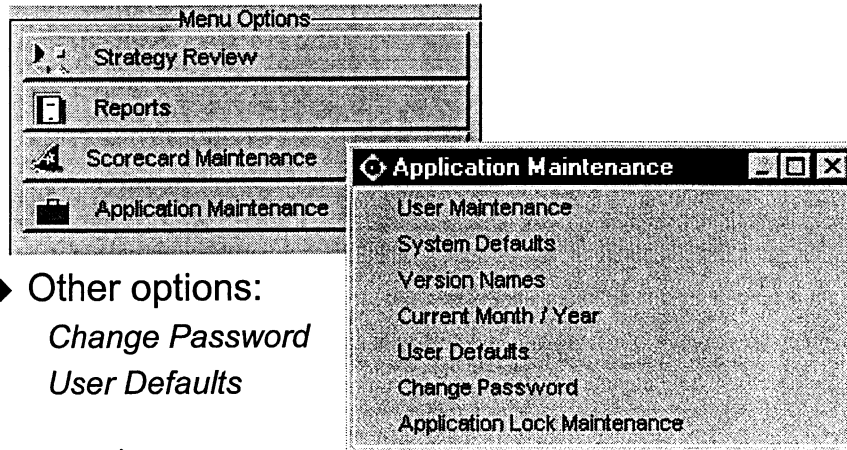 Menu Options
Strategy Review
Reports
Scorecard Maintenance
Application Maintenance
Application Maintenance
User Maintenance
System Defaults
Version Names
Current Month / Year
User Defaults
Change Password
Application Lock Maintenance
Other options:
Change Password
User Defaults